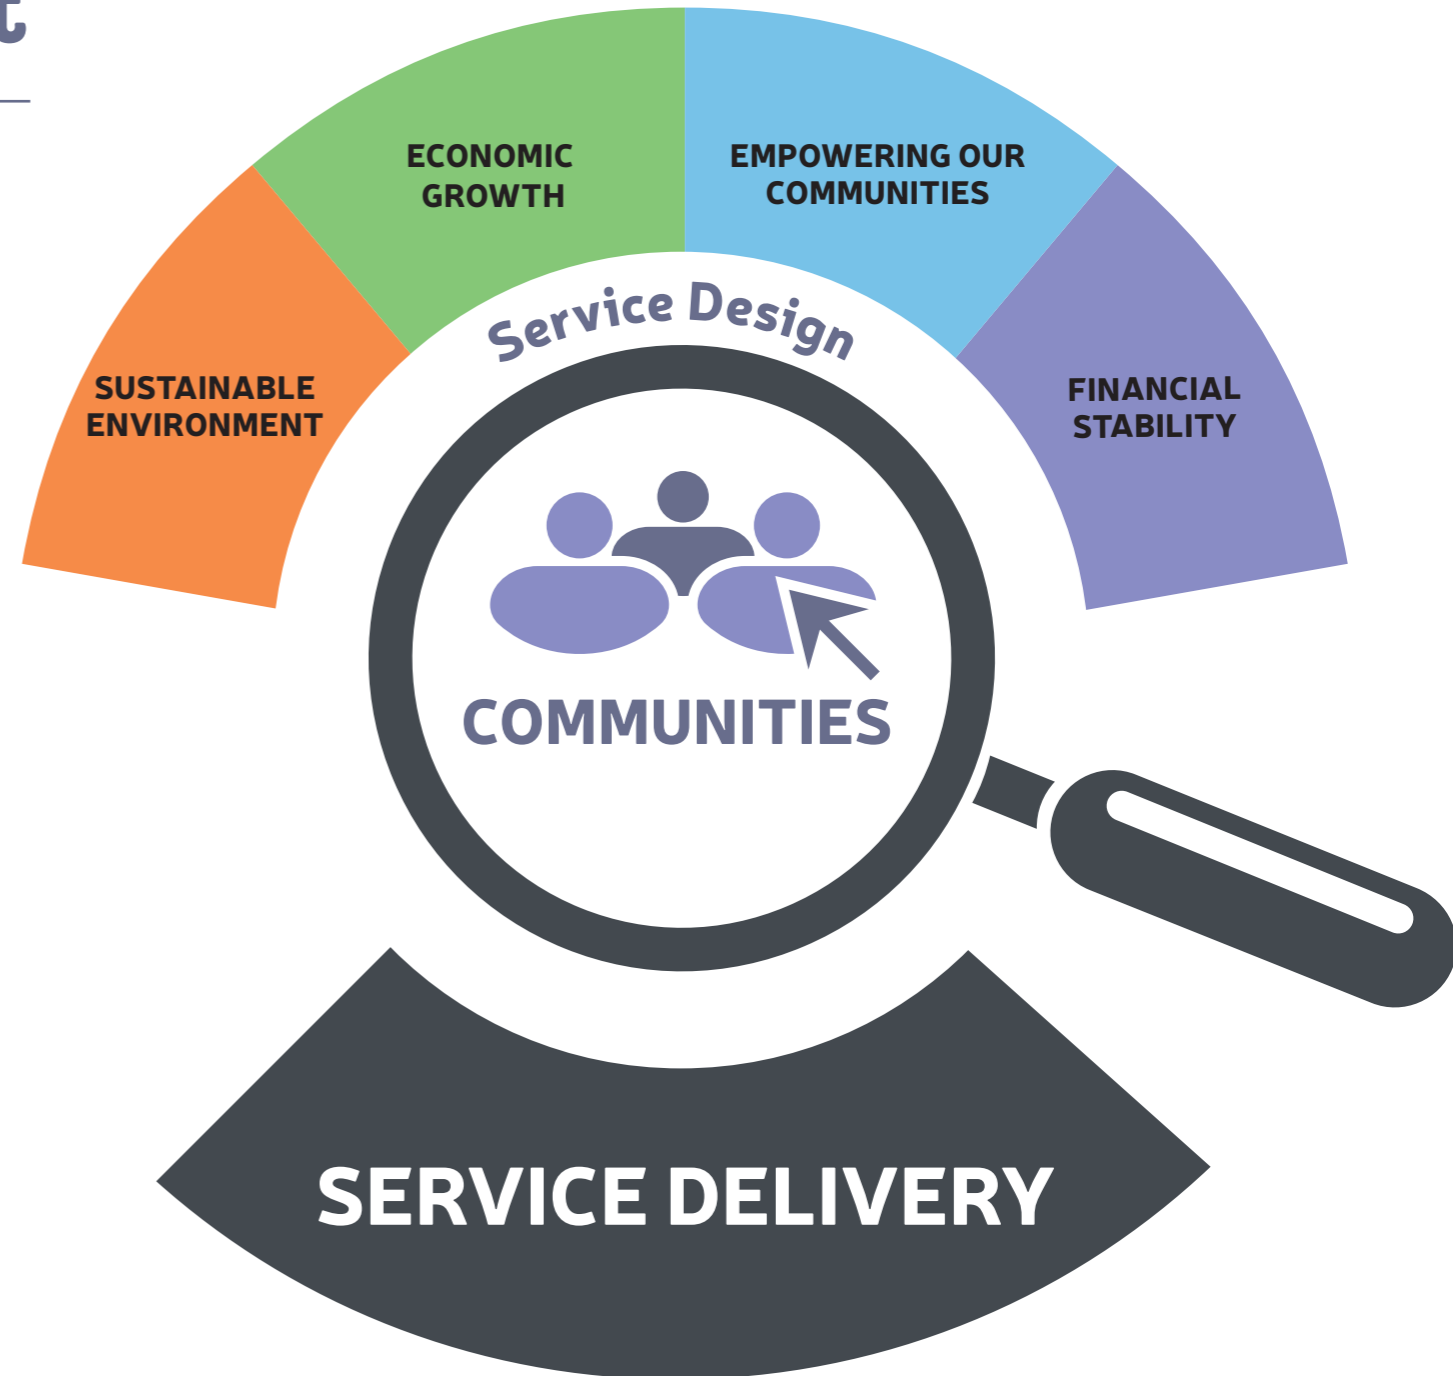 t
ECONOMIC
GROWTH
EMPOWERING OUR
COMMUNITIES
SUSTAINABLE
ENVIRONMENT
FINANCIAL
STABILITY
Service Design
COMMUNITIES
SERVICE DELIVERY